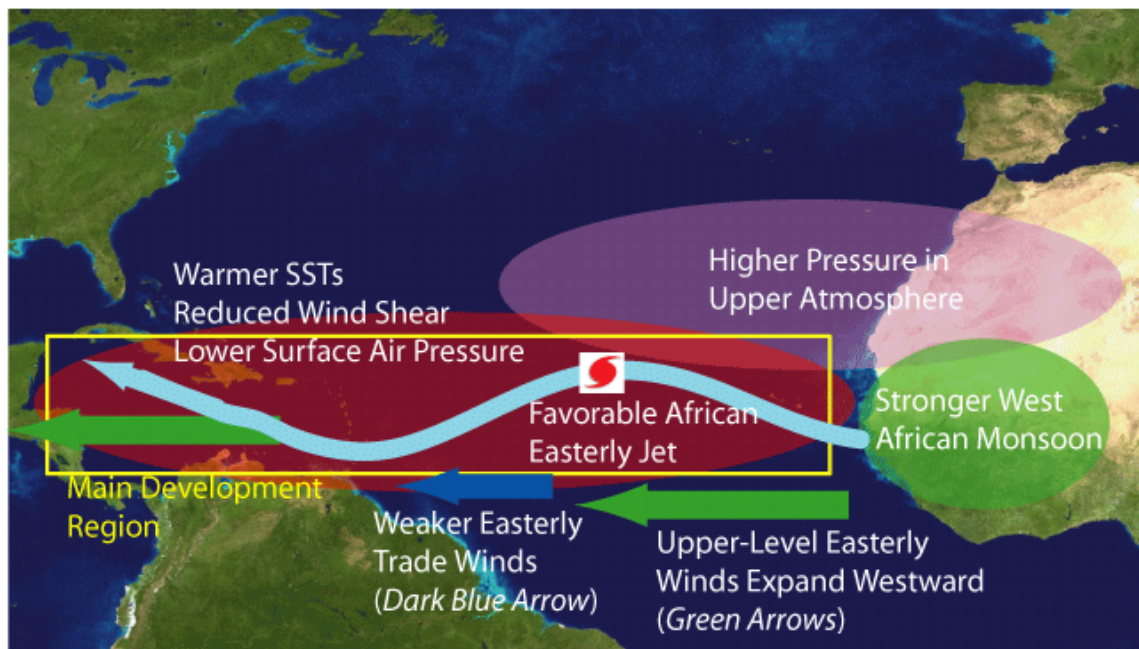 Warmer SSTs
Reduced Wind Shear
Lower Surface Air Pressure
Higher Pressure in
Upper Atmosphere
Favorable African
Easterly Jet
Stronger West
African Monsoon
Main Development
Region
Weaker Easterly
Trade Winds
(Dark Blue Arrow)
Upper-Level Easterly
Winds Expand Westward
(Green Arrows)